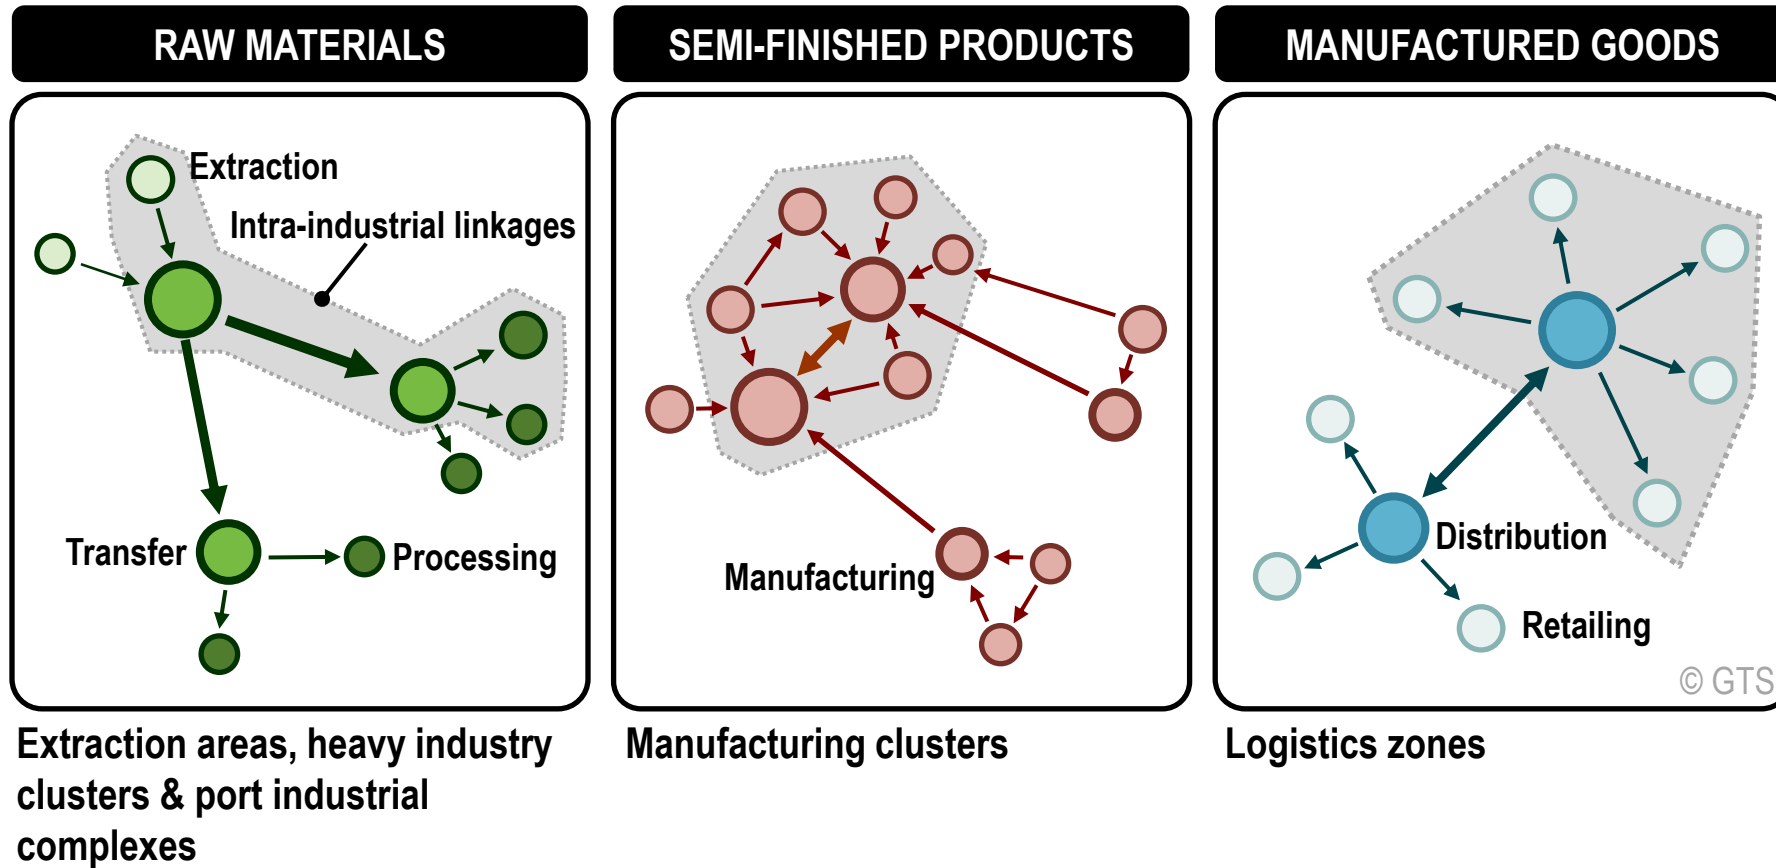 RAW MATERIALS
SEMI-FINISHED PRODUCTS
MANUFACTURED GOODS
Extraction
Intra-industrial linkages
Transfer
Processing
Manufacturing
Distribution
Retailing
© GTS
Extraction areas, heavy industry
clusters & port industrial
complexes
Manufacturing clusters
Logistics zones